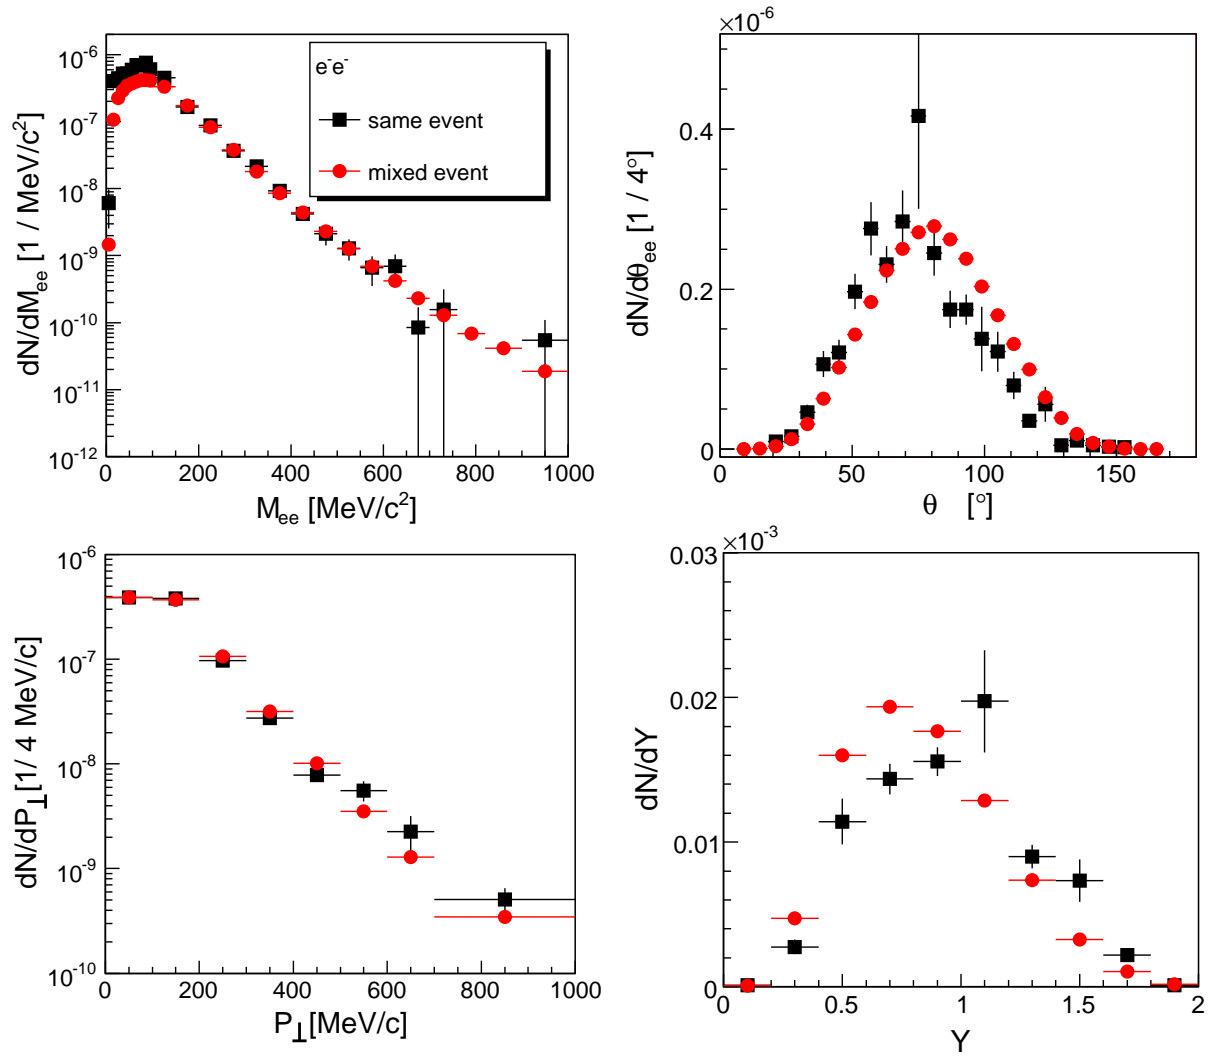 10⁻⁶
10⁻⁷
10⁻⁸
10⁻⁹
10⁻¹⁰
10⁻¹¹
10⁻¹²
dN/dM_ee [1 / MeV/c²]
e⁻e⁻
same event
mixed event
0 200 400 600 800 1000
M_ee [MeV/c²]
×10⁻⁶
0.4
0.2
0
dN/dθ_ee [1 / 4°]
0 50 100 150
θ [°]
10⁻⁶
10⁻⁷
10⁻⁸
10⁻⁹
10⁻¹⁰
dN/dP⊥[1/ 4 MeV/c]
0 200 400 600 800 1000
P⊥[MeV/c]
×10⁻³
0.03
0.02
0.01
0
dN/dY
0 0.5 1 1.5 2
Y